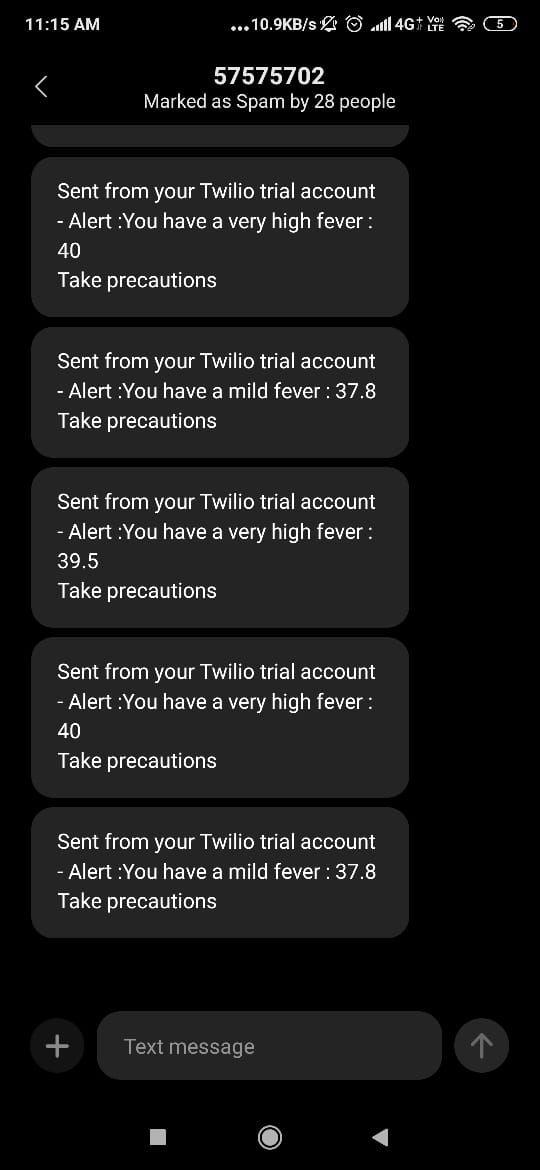 11:15 AM
...10.9KB/s 4G+ Vo)) LTE 5
57575702
Marked as Spam by 28 people
Sent from your Twilio trial account
- Alert :You have a very high fever :
40
Take precautions
Sent from your Twilio trial account
- Alert :You have a mild fever : 37.8
Take precautions
Sent from your Twilio trial account
- Alert :You have a very high fever :
39.5
Take precautions
Sent from your Twilio trial account
- Alert :You have a very high fever :
40
Take precautions
Sent from your Twilio trial account
- Alert :You have a mild fever : 37.8
Take precautions
Text message